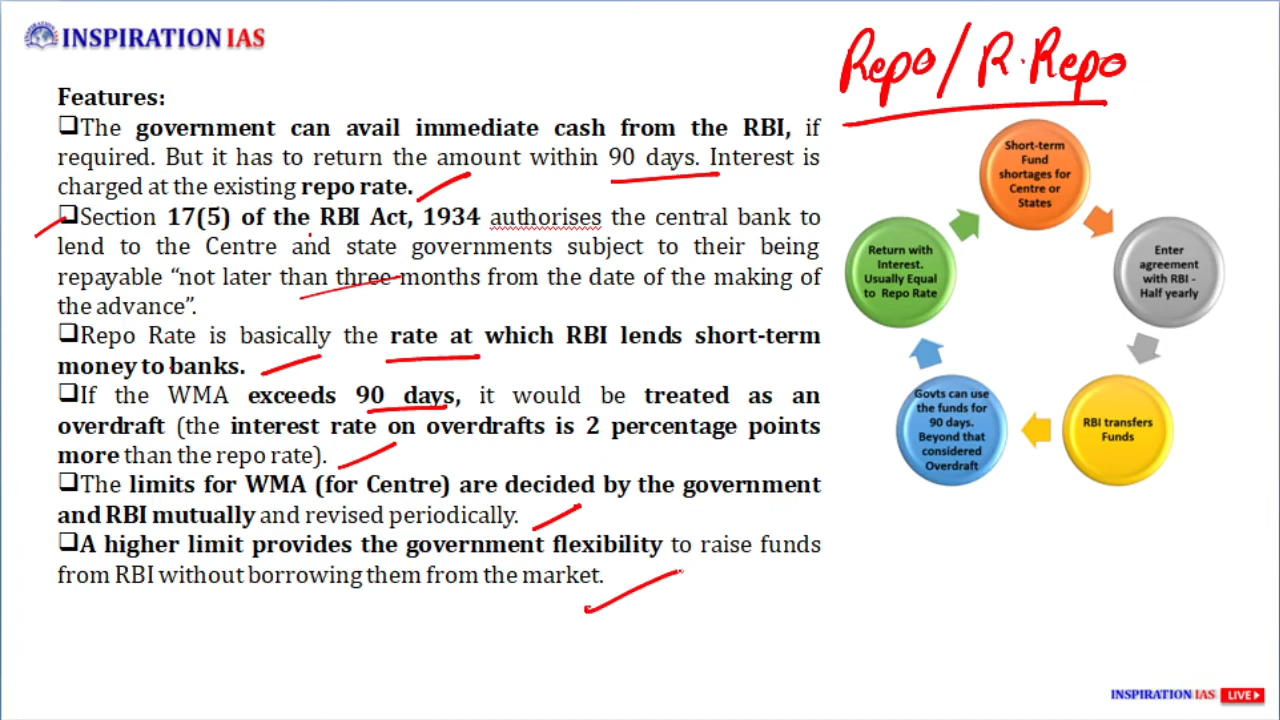 INSPIRATION IAS
Repo / R. Repo
Features:
❑The government can avail immediate cash from the RBI, if
required. But it has to return the amount within 90 days. Interest is
charged at the existing repo rate.
❑Section 17(5) of the RBI Act, 1934 authorises the central bank to
lend to the Centre and state governments subject to their being
repayable “not later than three months from the date of the making of
the advance”.
❑Repo Rate is basically the rate at which RBI lends short-term
money to banks.
❑If the WMA exceeds 90 days, it would be treated as an
overdraft (the interest rate on overdrafts is 2 percentage points
more than the repo rate).
❑The limits for WMA (for Centre) are decided by the government
and RBI mutually and revised periodically.
❑A higher limit provides the government flexibility to raise funds
from RBI without borrowing them from the market.
Short-term
Fund
shortages for
Centre or
States
Enter
agreement
with RBI -
Half yearly
RBI transfers
Funds
Govts can use
the funds for
90 days.
Beyond that
considered
Overdraft
Return with
Interest.
Usually Equal
to Repo Rate
INSPIRATION IAS LIVE